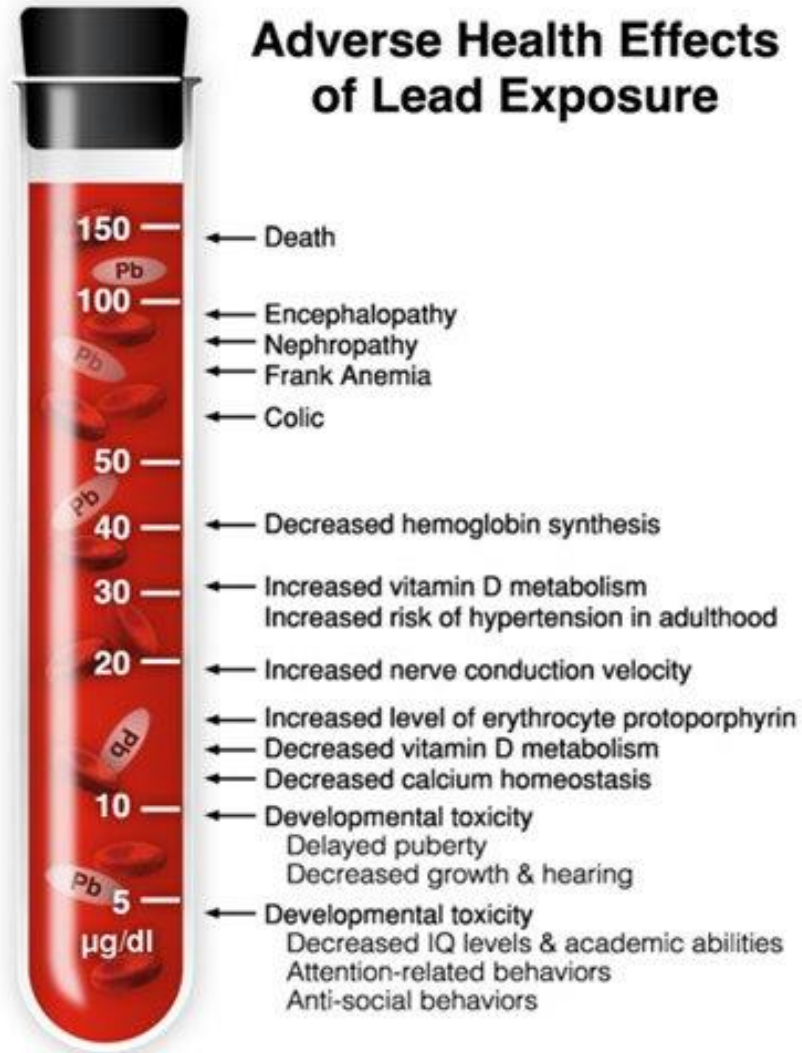 Adverse Health Effects
of Lead Exposure
150
Death
Pb
100
Encephalopathy
Nephropathy
Pb
Frank Anemia
Colic
50
Pb
40
Decreased hemoglobin synthesis
30
Increased vitamin D metabolism
Increased risk of hypertension in adulthood
20
Increased nerve conduction velocity
Increased level of erythrocyte protoporphyrin
Pb
Decreased vitamin D metabolism
Decreased calcium homeostasis
10
Developmental toxicity
Delayed puberty
Decreased growth & hearing
Pb
5
Developmental toxicity
µg/dl
Decreased IQ levels & academic abilities
Attention-related behaviors
Anti-social behaviors